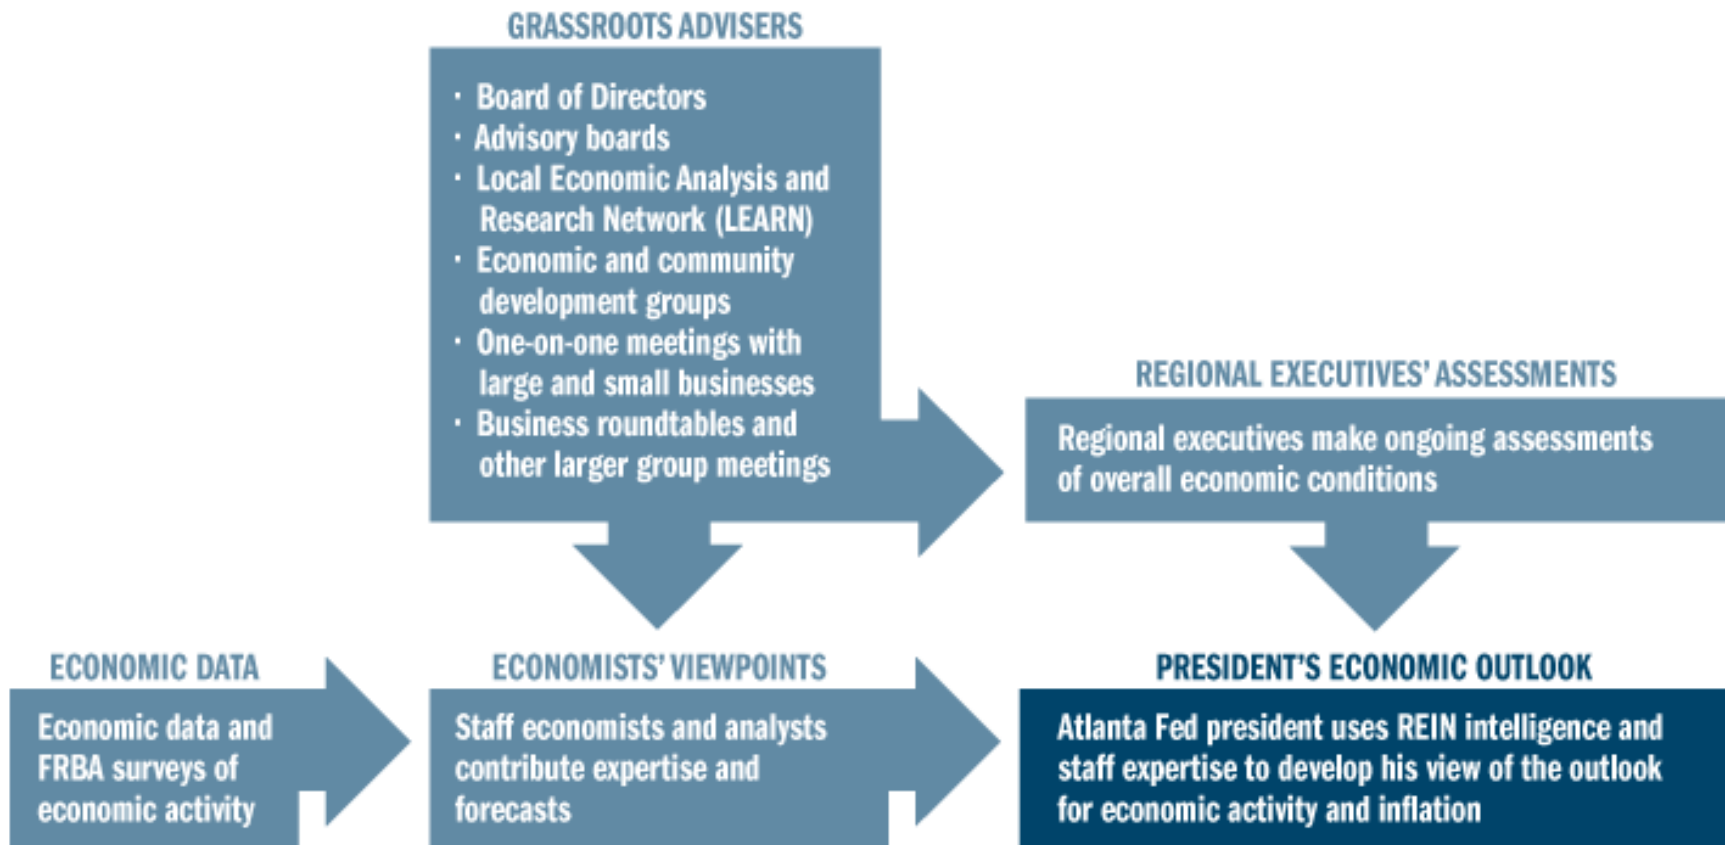 GRASSROOTS ADVISERS
· Board of Directors
· Advisory boards
· Local Economic Analysis and
Research Network (LEARN)
· Economic and community
development groups
· One-on-one meetings with
large and small businesses
· Business roundtables and
other larger group meetings
REGIONAL EXECUTIVES' ASSESSMENTS
Regional executives make ongoing assessments
of overall economic conditions
ECONOMIC DATA
Economic data and
FRBA surveys of
economic activity
ECONOMISTS' VIEWPOINTS
Staff economists and analysts
contribute expertise and
forecasts
PRESIDENT'S ECONOMIC OUTLOOK
Atlanta Fed president uses REIN intelligence and
staff expertise to develop his view of the outlook
for economic activity and inflation